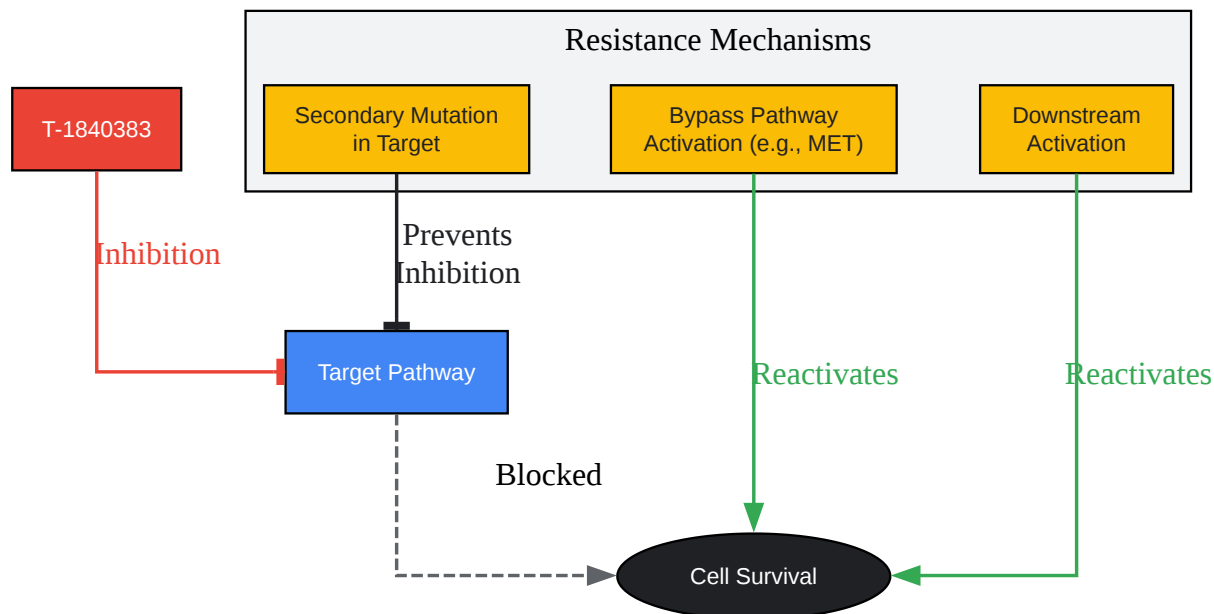 Resistance Mechanisms
T-1840383
Secondary Mutation
in Target
Bypass Pathway
Activation (e.g., MET)
Downstream
Activation
Inhibition
Prevents
Inhibition
Target Pathway
Reactivates
Reactivates
Blocked
Cell Survival